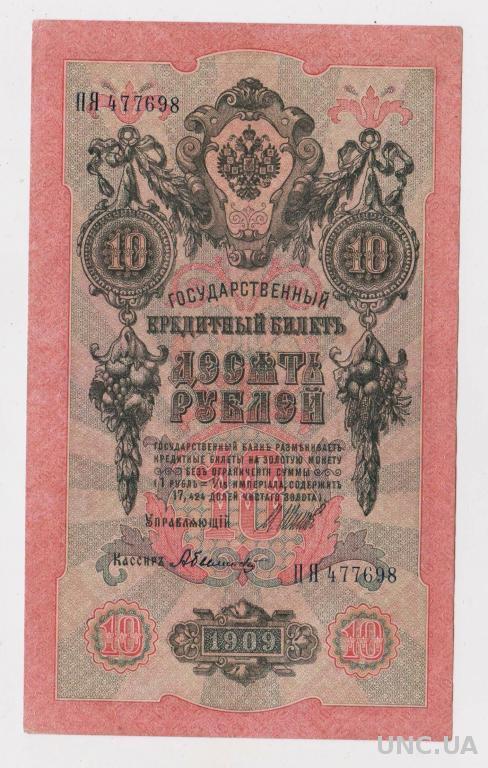 ПЯ 477698
10 10
ГОСУДАРСТВЕННЫЙ
КРЕДИТНЫЙ БИЛЕТЪ
ДЕСЯТЬ
РУБЛЕЙ
ГОСУДАРСТВЕННЫЙ БАНКЪ РАЗМѢНИВАЕТЪ
КРЕДИТНЫЕ БИЛЕТЫ НА ЗОЛОТУЮ МОНЕТУ
БЕЗЪ ОГРАНИЧЕНІЯ СУММЫ
(1 РУБЛЬ = 1/15 ИМПЕРІАЛА, СОДЕРЖИТЪ
17,424 ДОЛЕЙ ЧИСТАГО ЗОЛОТА).
10
УПРАВЛЯЮЩІЙ
Кассиръ
ПЯ 477698
10 1909 10
UNC.UA